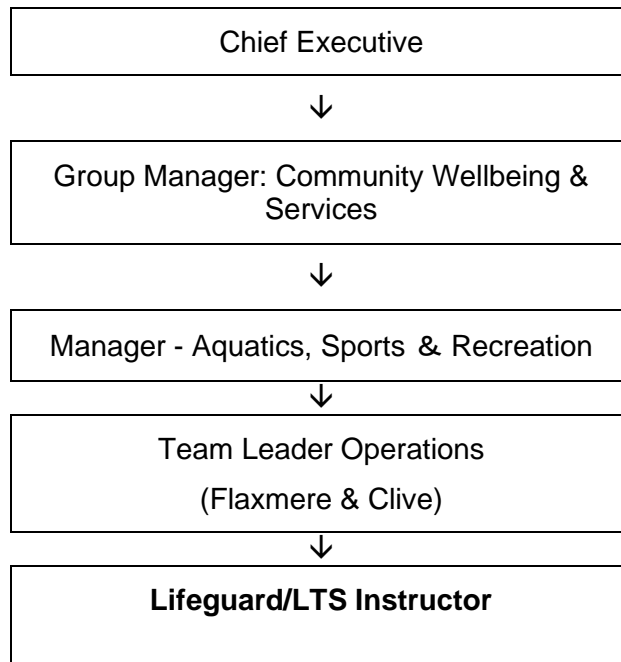 Chief Executive
↓
Group Manager: Community Wellbeing &
Services
↓
Manager - Aquatics, Sports & Recreation
↓
Team Leader Operations
(Flaxmere & Clive)
↓
Lifeguard/LTS Instructor